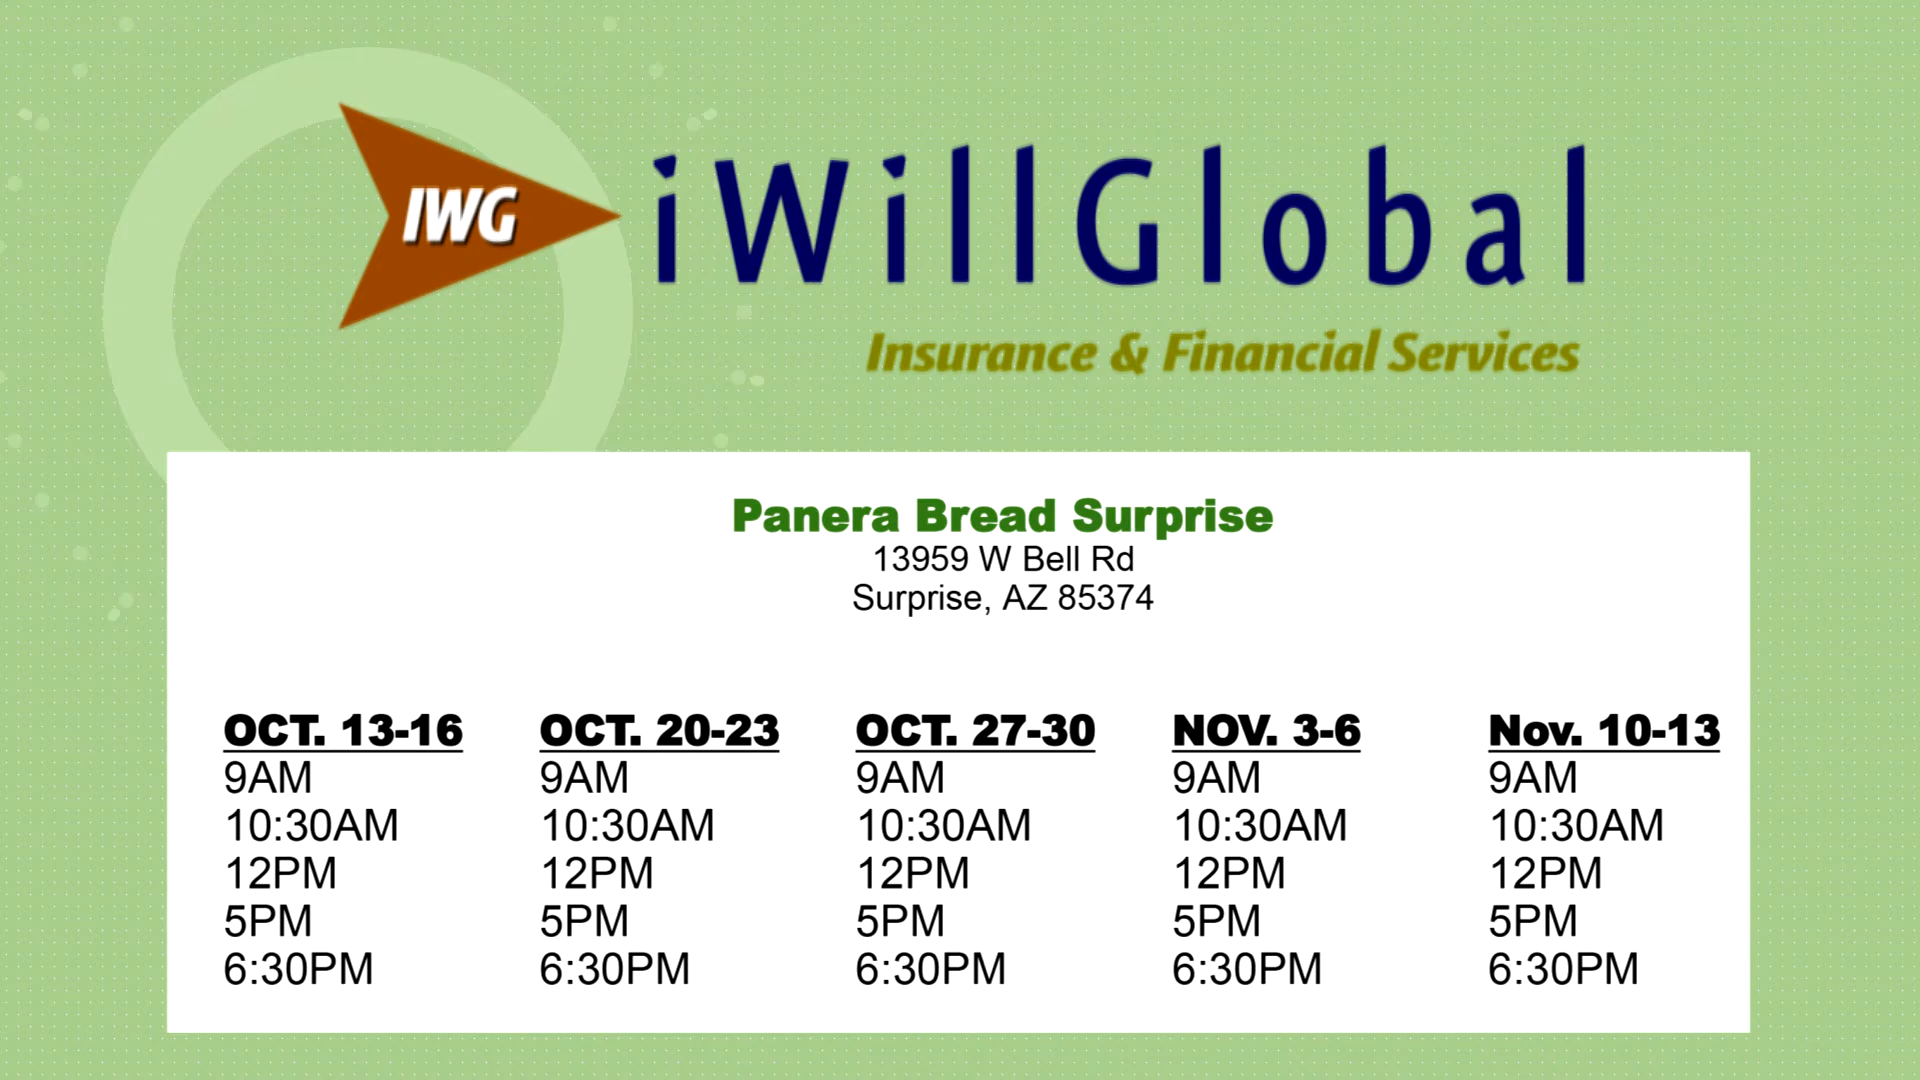 IWG
iWillGlobal
Insurance & Financial Services
Panera Bread Surprise
13959 W Bell Rd
Surprise, AZ 85374
OCT. 13-16
9AM
10:30AM
12PM
5PM
6:30PM
OCT. 20-23
9AM
10:30AM
12PM
5PM
6:30PM
OCT. 27-30
9AM
10:30AM
12PM
5PM
6:30PM
NOV. 3-6
9AM
10:30AM
12PM
5PM
6:30PM
Nov. 10-13
9AM
10:30AM
12PM
5PM
6:30PM